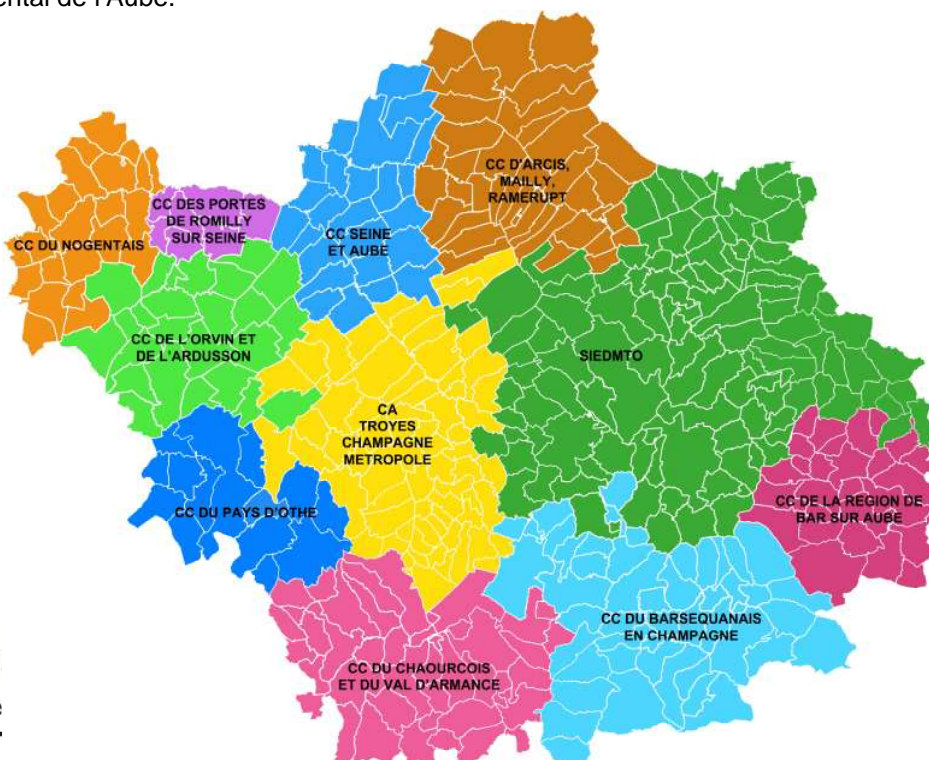 ental de l'Aube.
CC D'ARCIS,
MAILLY,
RAMERUPT
CC DES PORTES
DE ROMILLY
SUR SEINE
CC DU NOGENTAIS
CC SEINE
ET AUBE
CC DE L'ORVIN ET
DE L'ARDUSSON
SIEDMTO
CA
TROYES
CHAMPAGNE
METROPOLE
CC DU PAYS D'OTHE
CC DE LA REGION DE
BAR SUR AUBE
CC DU BARSEQUANAIS
EN CHAMPAGNE
CC DU CHAOURCOIS
ET DU VAL D'ARMANCE
e